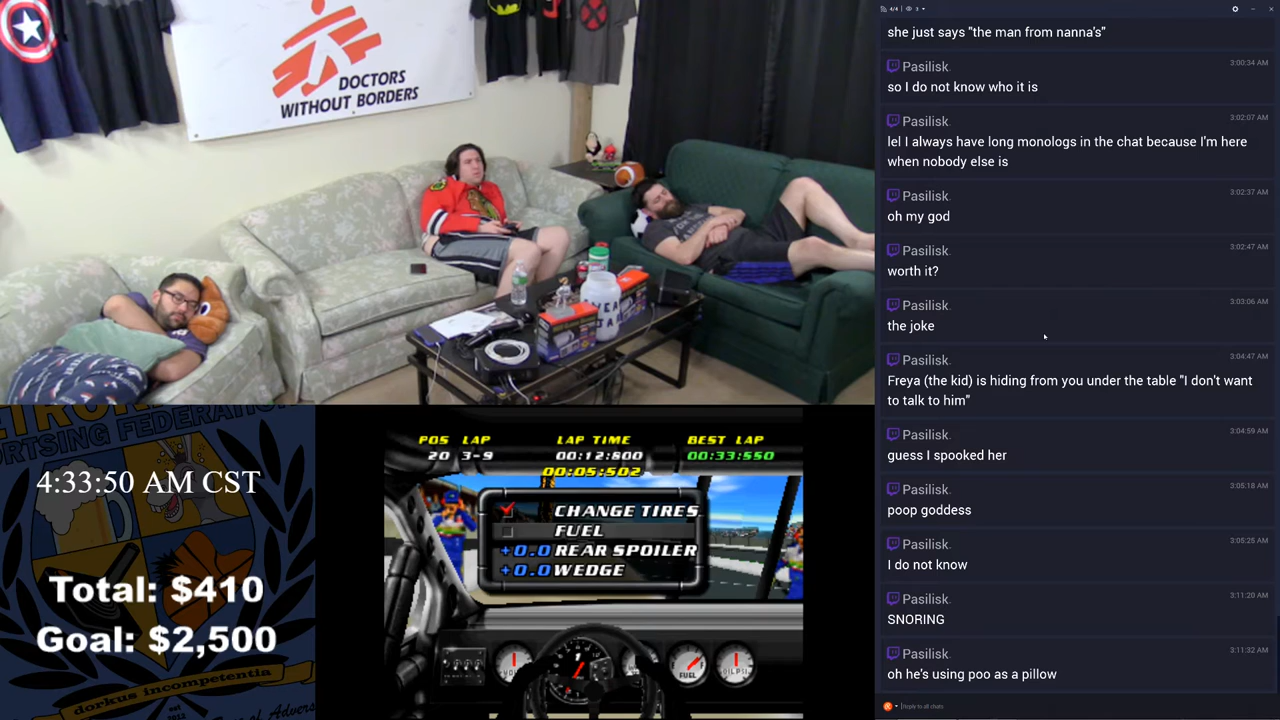 DOCTORS
WITHOUT BORDERS
4:33:50 AM CST
Total: $410
Goal: $2,500
dorkus incompetentia
POS LAP LAP TIME BEST LAP
20 3-9 00:12:800 00:33:550
00:05:502
CHANGE TIRES
FUEL
+0.0 REAR SPOILER
+0.0 WEDGE
FUEL
4/4 3
she just says "the man from nanna's"
Pasilisk 3:00:34 AM
so I do not know who it is
Pasilisk 3:02:07 AM
lel I always have long monologs in the chat because I'm here
when nobody else is
Pasilisk 3:02:37 AM
oh my god
Pasilisk 3:02:47 AM
worth it?
Pasilisk 3:03:06 AM
the joke
Pasilisk 3:04:47 AM
Freya (the kid) is hiding from you under the table "I don't want
to talk to him"
Pasilisk 3:04:59 AM
guess I spooked her
Pasilisk 3:05:18 AM
poop goddess
Pasilisk 3:05:25 AM
I do not know
Pasilisk 3:11:20 AM
SNORING
Pasilisk 3:11:32 AM
oh he's using poo as a pillow
Reply to all chats